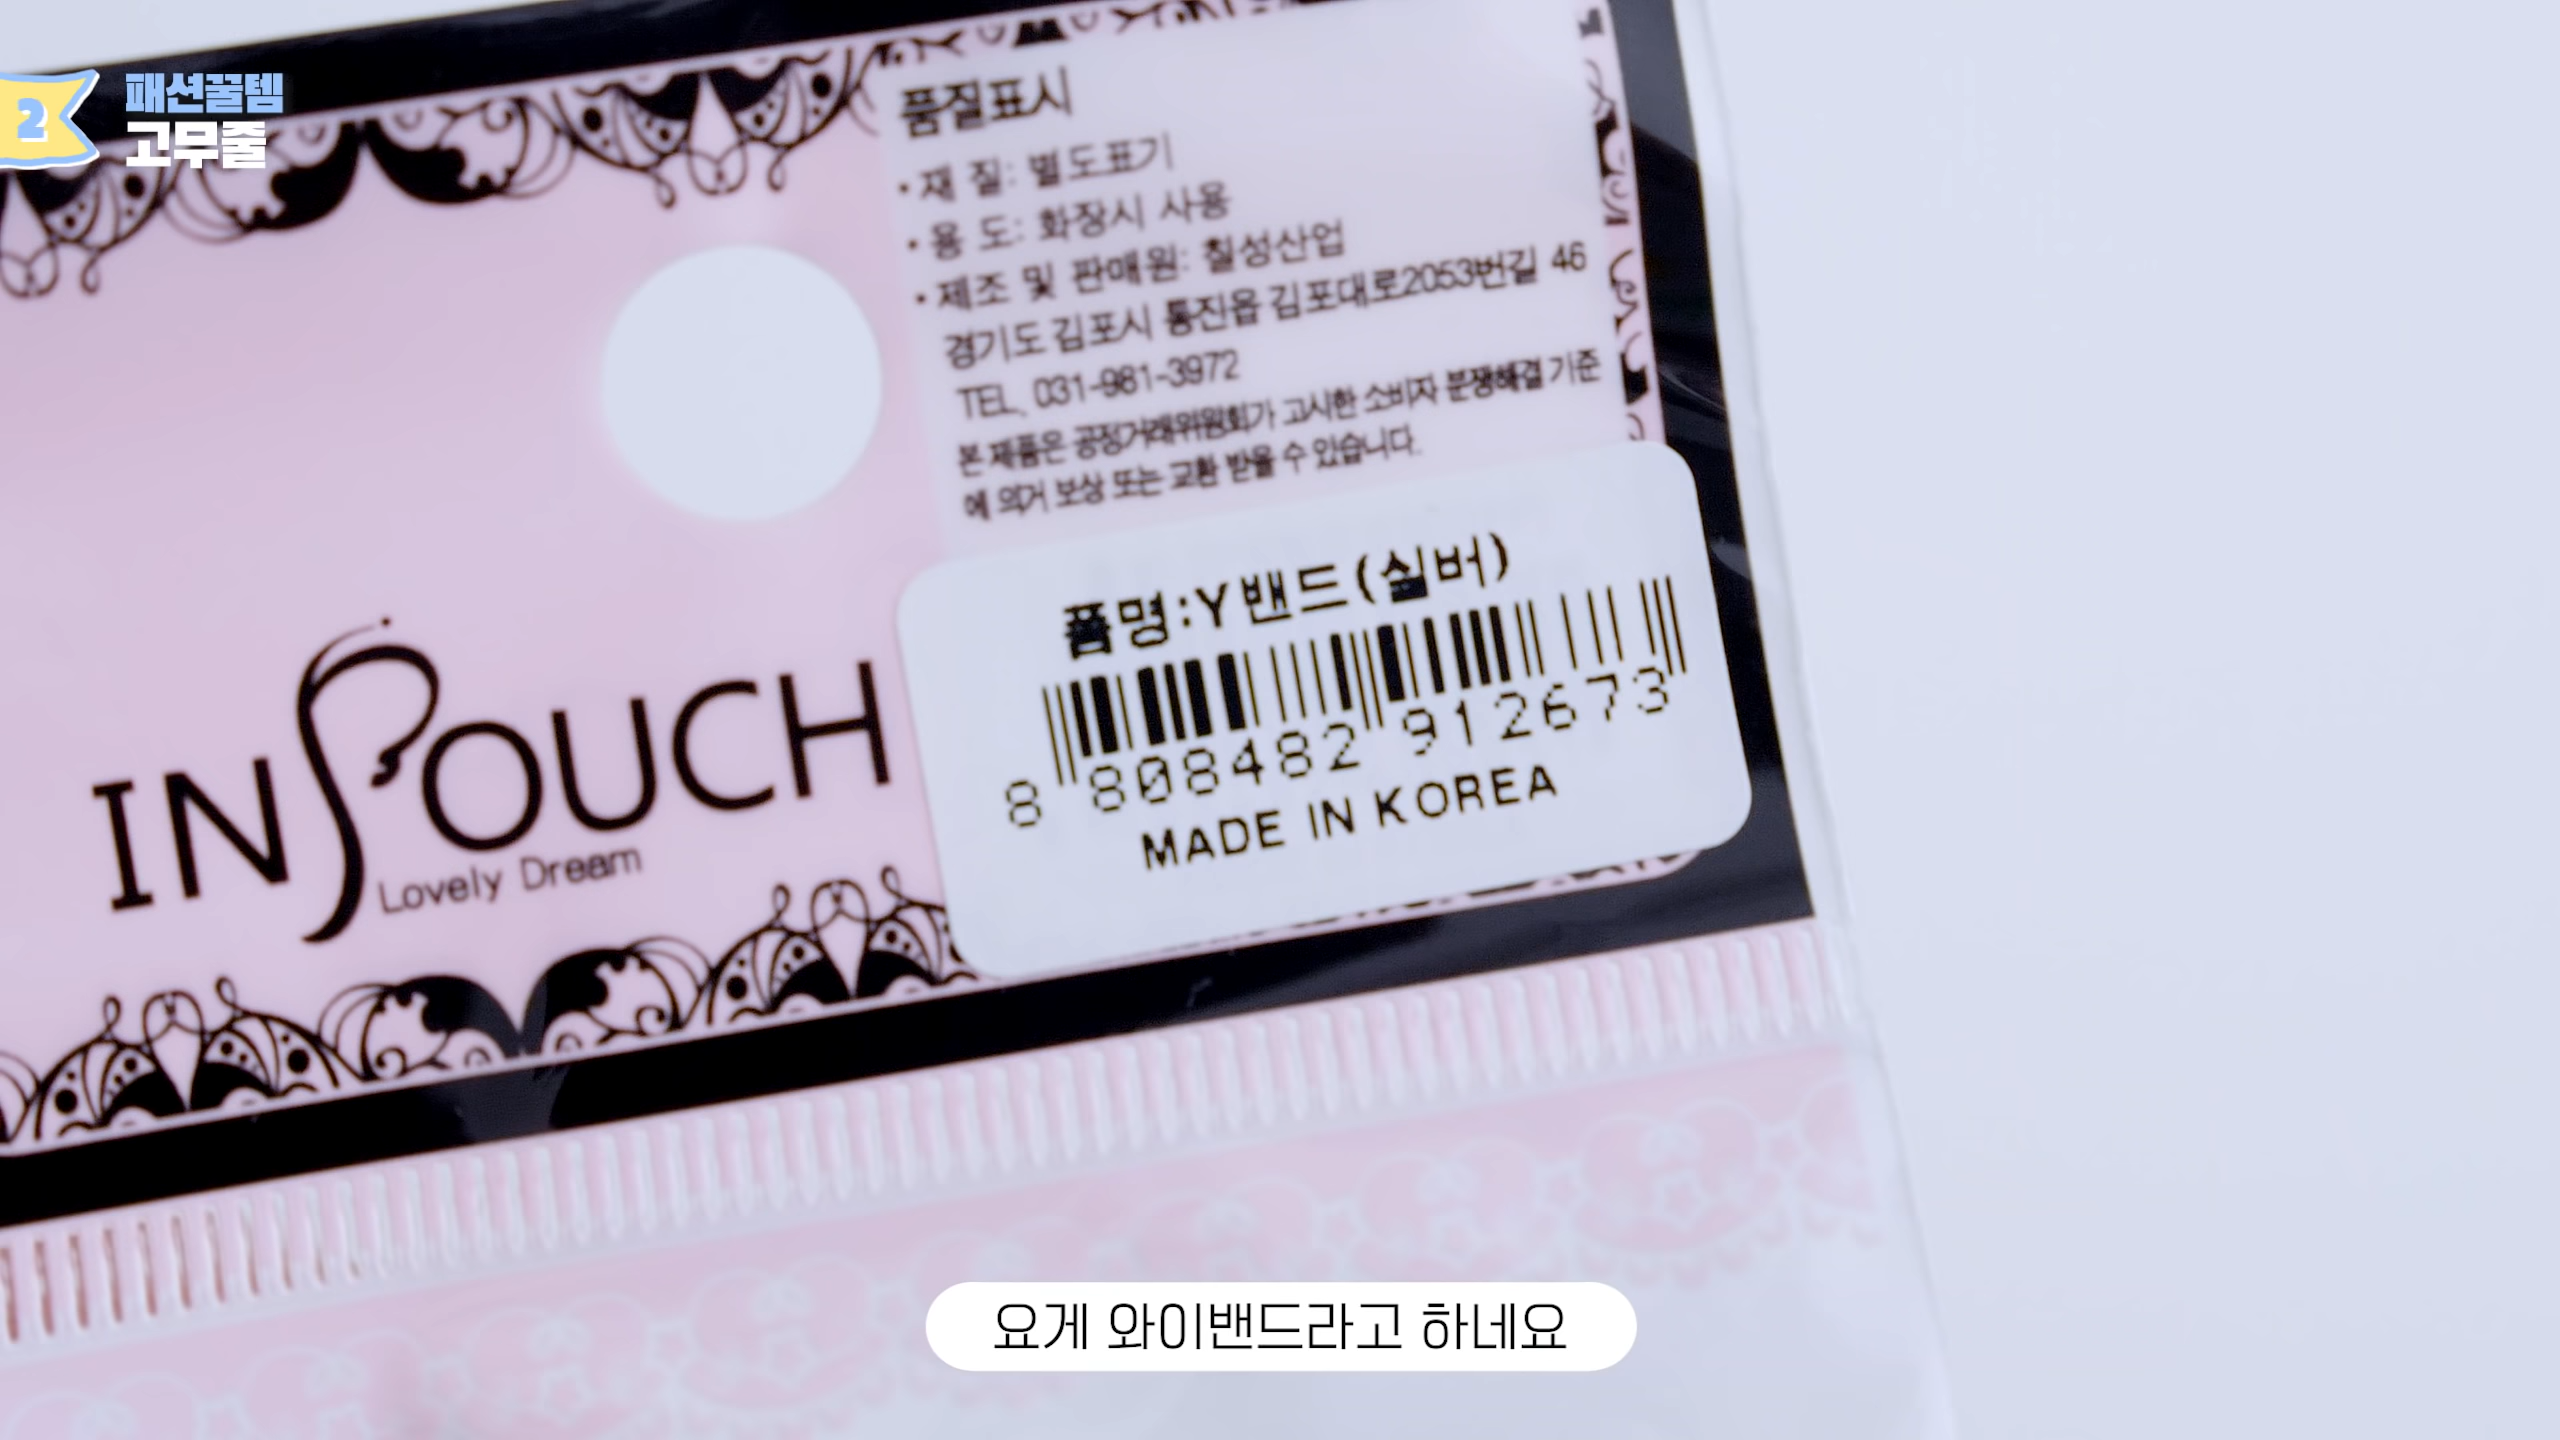 2
패션꿀템
고무줄
품질표시
• 재 질: 별도표기
• 용 도: 화장시 사용
• 제조 및 판매원: 칠성산업
경기도 김포시 통진읍 김포대로2053번길 46
TEL. 031-981-3972
본 제품은 공정거래위원회가 고시한 소비자 분쟁해결 기준
에 의거 보상 또는 교환 받을 수 있습니다.
품명:Y밴드(실버)
8 808482 912673
MADE IN KOREA
INPOUCH
Lovely Dream
요게 와이밴드라고 하네요